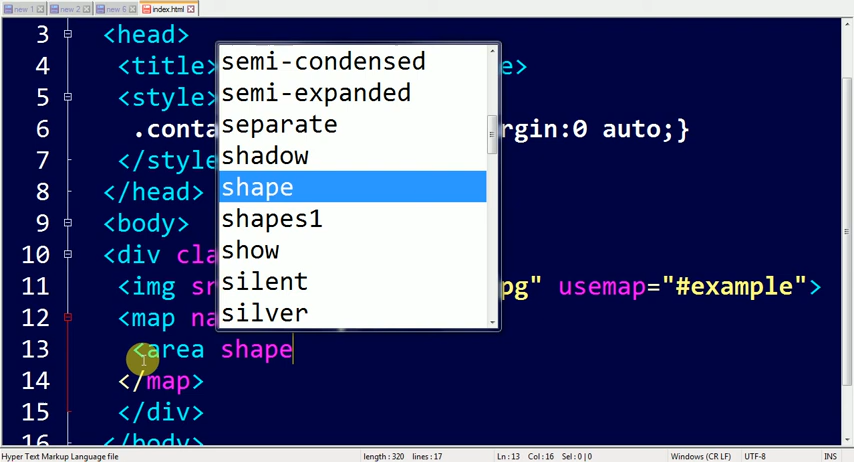 new 1 new 2 new 6 index.html
3 <head>
4 <title> e>
5 <style>
6 .conta rgin:0 auto;}
7 </style
8 </head>
9 <body>
10 <div cla
11 <img sr pg" usemap="#example">
12 <map na
13 <area shape
14 </map>
15 </div>
16 </body>
semi-condensed
semi-expanded
separate
shadow
shape
shapes1
show
silent
silver
Hyper Text Markup Language file length : 320 lines : 17 Ln : 13 Col : 16 Sel : 0 | 0 Windows (CR LF) UTF-8 INS